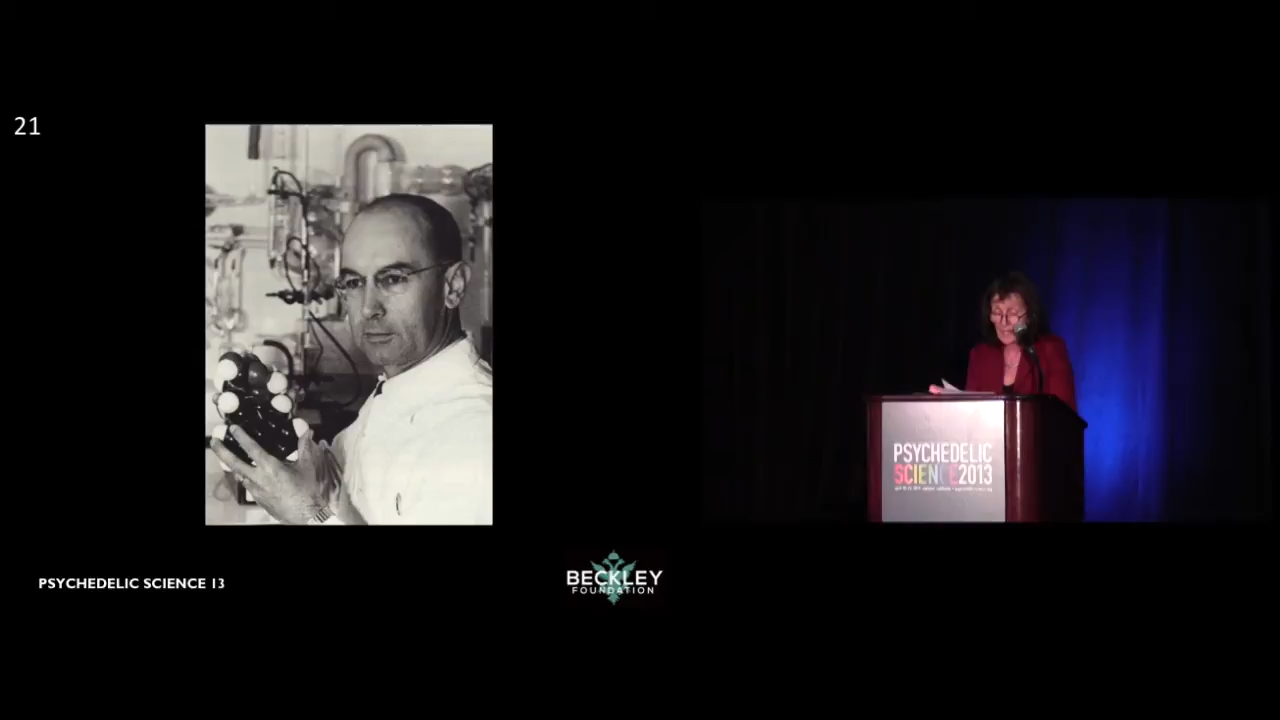 21
PSYCHEDELIC
SCIENCE2013
PSYCHEDELIC SCIENCE 13
BECKLEY
FOUNDATION